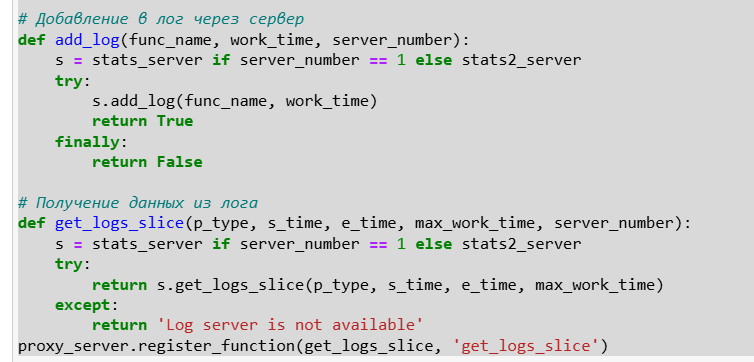 # Добавление в лог через сервер
def add_log(func_name, work_time, server_number):
    s = stats_server if server_number == 1 else stats2_server
    try:
        s.add_log(func_name, work_time)
        return True
    finally:
        return False

# Получение данных из лога
def get_logs_slice(p_type, s_time, e_time, max_work_time, server_number):
    s = stats_server if server_number == 1 else stats2_server
    try:
        return s.get_logs_slice(p_type, s_time, e_time, max_work_time)
    except:
        return 'Log server is not available'
proxy_server.register_function(get_logs_slice, 'get_logs_slice')